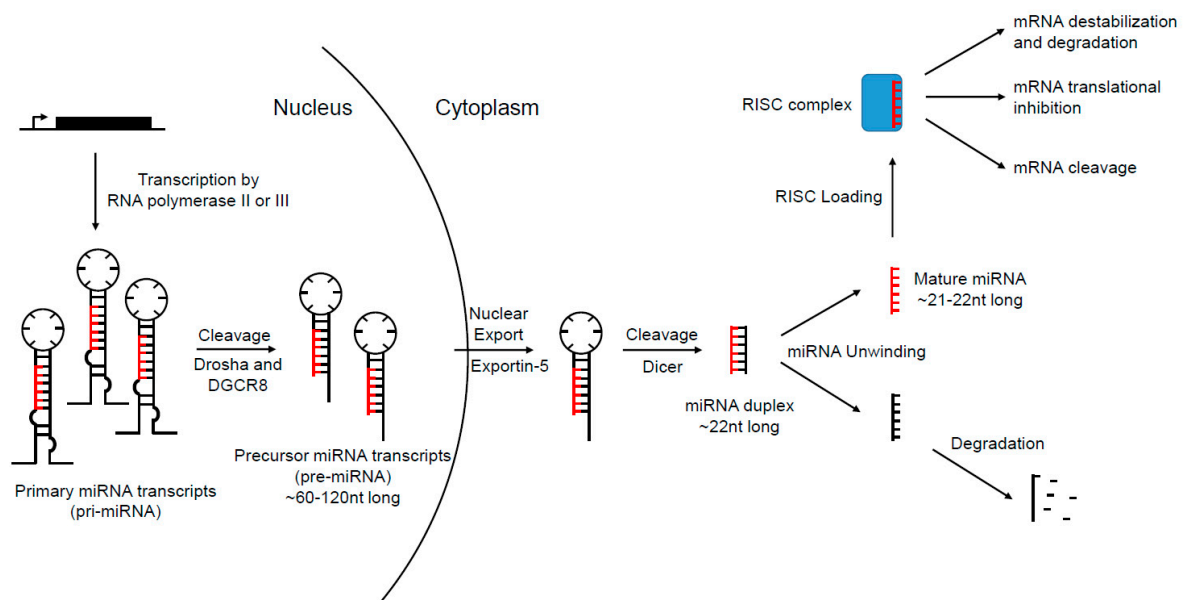 Nucleus
Cytoplasm
Transcription by
RNA polymerase II or III
Primary miRNA transcripts
(pri-miRNA)
Cleavage
Drosha and
DGCR8
Precursor miRNA transcripts
(pre-miRNA)
~60-120nt long
Nuclear
Export
Exportin-5
Cleavage
Dicer
miRNA duplex
~22nt long
miRNA Unwinding
Mature miRNA
~21-22nt long
Degradation
RISC Loading
RISC complex
mRNA destabilization
and degradation
mRNA translational
inhibition
mRNA cleavage